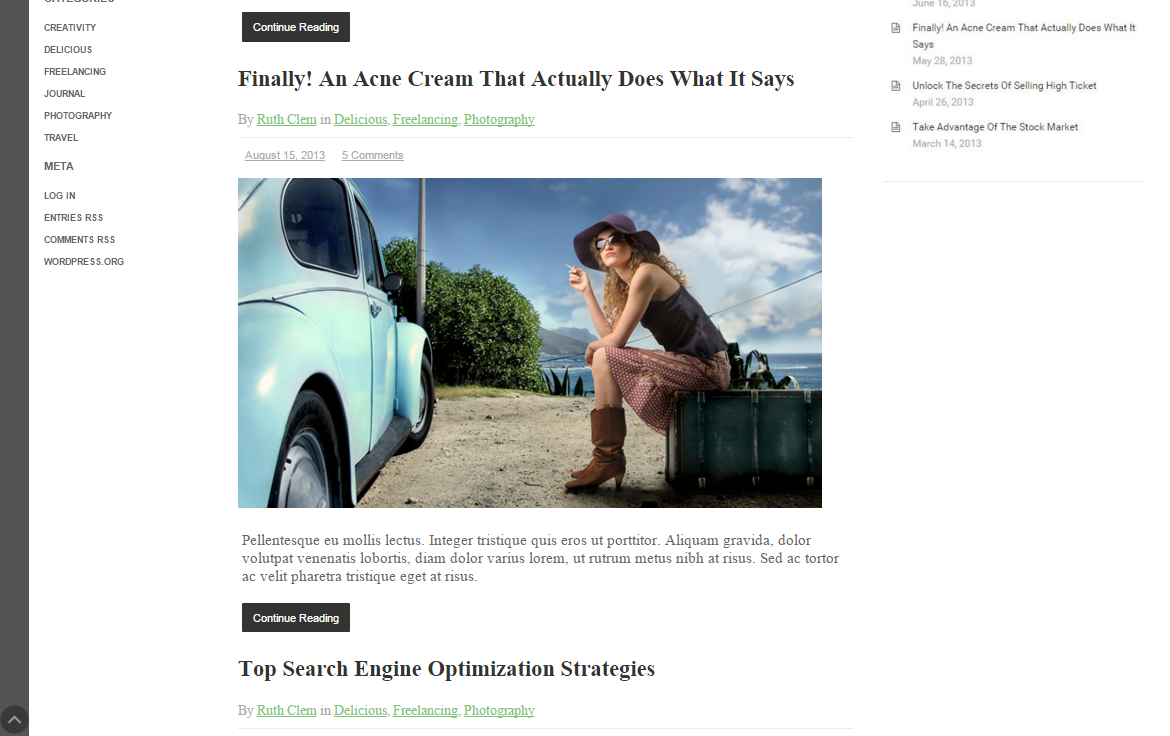 CATEGORIES
CREATIVITY
DELICIOUS
FREELANCING
JOURNAL
PHOTOGRAPHY
TRAVEL
META
LOG IN
ENTRIES RSS
COMMENTS RSS
WORDPRESS.ORG
Continue Reading
Finally! An Acne Cream That Actually Does What It Says
By Ruth Clem in Delicious, Freelancing, Photography
August 15, 2013 5 Comments
Pellentesque eu mollis lectus. Integer tristique quis eros ut porttitor. Aliquam gravida, dolor
volutpat venenatis lobortis, diam dolor varius lorem, ut rutrum metus nibh at risus. Sed ac tortor
ac velit pharetra tristique eget at risus.
Continue Reading
Top Search Engine Optimization Strategies
By Ruth Clem in Delicious, Freelancing, Photography
June 16, 2013
Finally! An Acne Cream That Actually Does What It
Says
May 28, 2013
Unlock The Secrets Of Selling High Ticket
April 26, 2013
Take Advantage Of The Stock Market
March 14, 2013